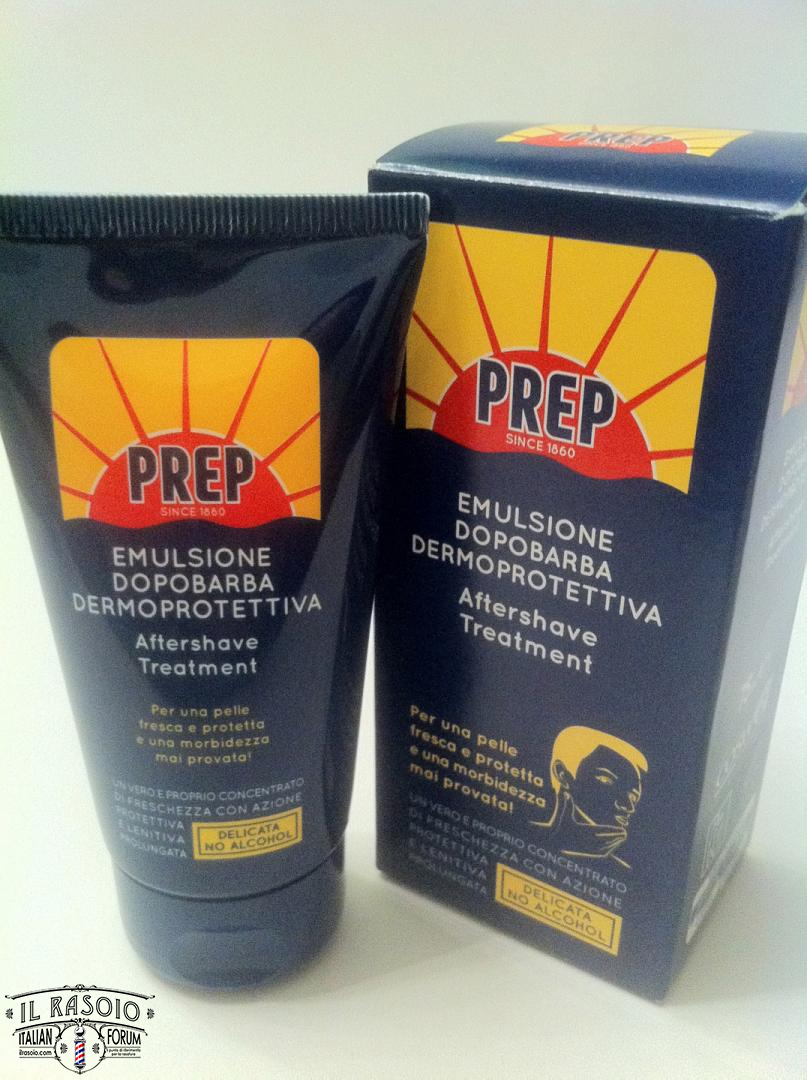 PREP
SINCE 1860
EMULSIONE
DOPOBARBA
DERMOPROTETTIVA
Aftershave
Treatment
Per una pelle
fresca e protetta
e una morbidezza
mai provata!
UN VERO E PROPRIO CONCENTRATO
DI FRESCHEZZA CON AZIONE
PROTETTIVA
E LENITIVA
PROLUNGATA
DELICATA
NO ALCOHOL
PREP
SINCE 1860
PREP
SINCE 1860
EMULSIONE
DOPOBARBA
DERMOPROTETTIVA
Aftershave
Treatment
Per una pelle
fresca e protetta
e una morbidezza
mai provata!
UN VERO E PROPRIO CONCENTRATO
DI FRESCHEZZA CON AZIONE
PROTETTIVA
E LENITIVA
PROLUNGATA
DELICATA
NO ALCOHOL
IL RASOIO
ITALIAN FORUM
ilrasoio.com